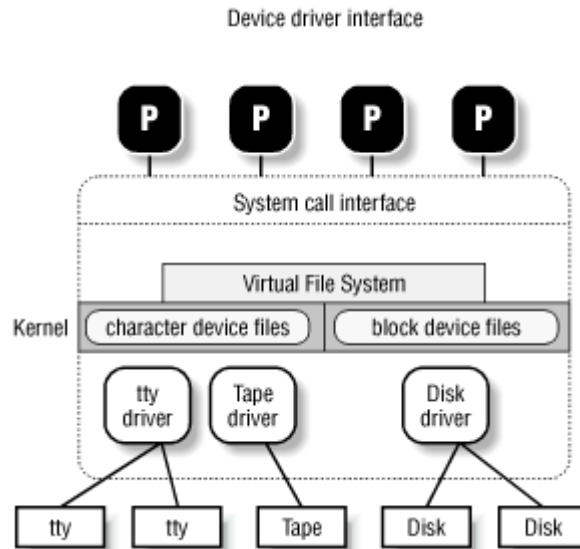 Device driver interface
P P P P
System call interface
Virtual File System
Kernel
character device files
block device files
tty driver
Tape driver
Disk driver
tty
tty
Tape
Disk
Disk